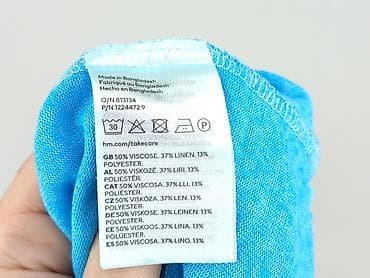 Made in Bangladesh
Fabriqué au Bangladesh
Hecho en Bangladesh
O/N 813134
P/N 1224472 9
30
P
hm.com/takecare
GB 50% VISCOSE. 37% LINEN. 13%
POLYESTER.
AL 50% VISKOZË. 37% LIRI. 13%
POLIESTËR.
CAT 50% VISCOSA. 37% LLI. 13%
POLIÈSTER.
CZ 50% VISKÓZA. 37% LEN. 13%
POLYESTER.
DE 50% VISKOSE. 37% LEINEN. 13%
POLYESTER.
EE 50% VISKOOS. 37% LINA. 13%
POLÜESTER.
ES 50% VISCOSA. 37% LINO. 13%